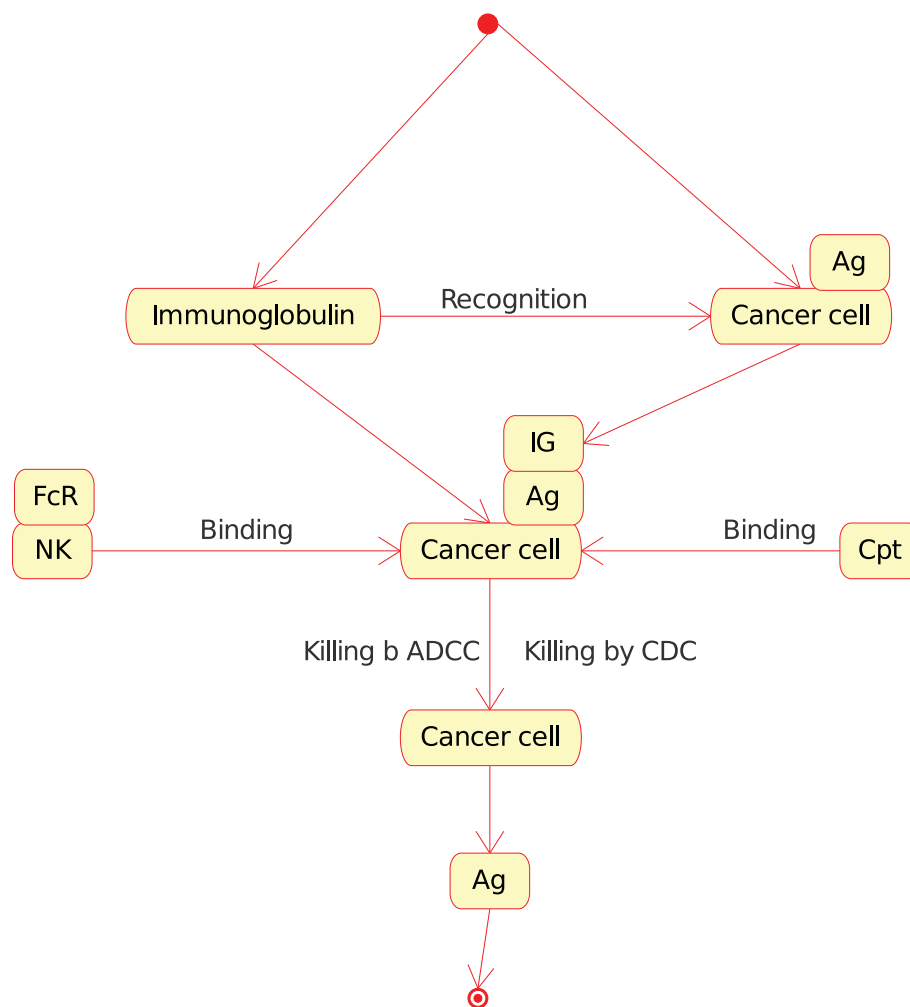 Ag
Immunoglobulin
Recognition
Cancer cell
IG
FcR
Ag
NK
Binding
Cancer cell
Binding
Cpt
Killing b ADCC
Killing by CDC
Cancer cell
Ag